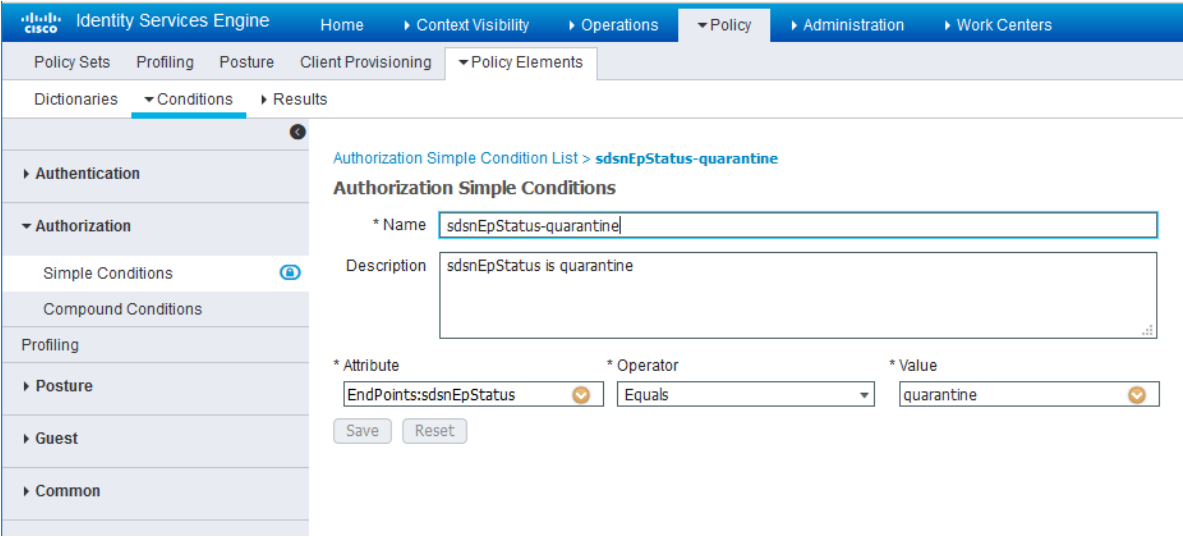 cisco Identity Services Engine Home Context Visibility Operations Policy Administration Work Centers
Policy Sets Profiling Posture Client Provisioning Policy Elements
Dictionaries Conditions Results
Authentication
Authorization
Simple Conditions
Compound Conditions
Profiling
Posture
Guest
Common
Authorization Simple Condition List > sdsnEpStatus-quarantine
Authorization Simple Conditions
* Name sdsnEpStatus-quarantine
Description sdsnEpStatus is quarantine
* Attribute * Operator * Value
EndPoints:sdsnEpStatus Equals quarantine
Save Reset